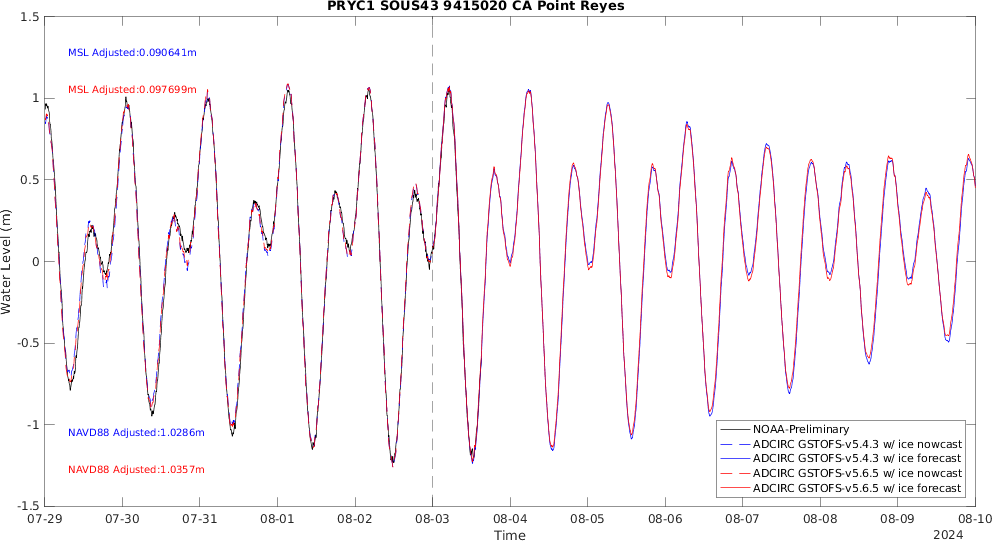 PRYC1 SOUS43 9415020 CA Point Reyes
1.5
MSL Adjusted:0.090641m
1
MSL Adjusted:0.097699m
0.5
Water Level (m)
0
-0.5
-1
NAVD88 Adjusted:1.0286m
NAVD88 Adjusted:1.0357m
-1.5
NOAA-Preliminary
ADCIRC GSTOFS-v5.4.3 w/ ice nowcast
ADCIRC GSTOFS-v5.4.3 w/ ice forecast
ADCIRC GSTOFS-v5.6.5 w/ ice nowcast
ADCIRC GSTOFS-v5.6.5 w/ ice forecast
07-29 07-30 07-31 08-01 08-02 08-03 08-04 08-05 08-06 08-07 08-08 08-09 08-10
Time
2024